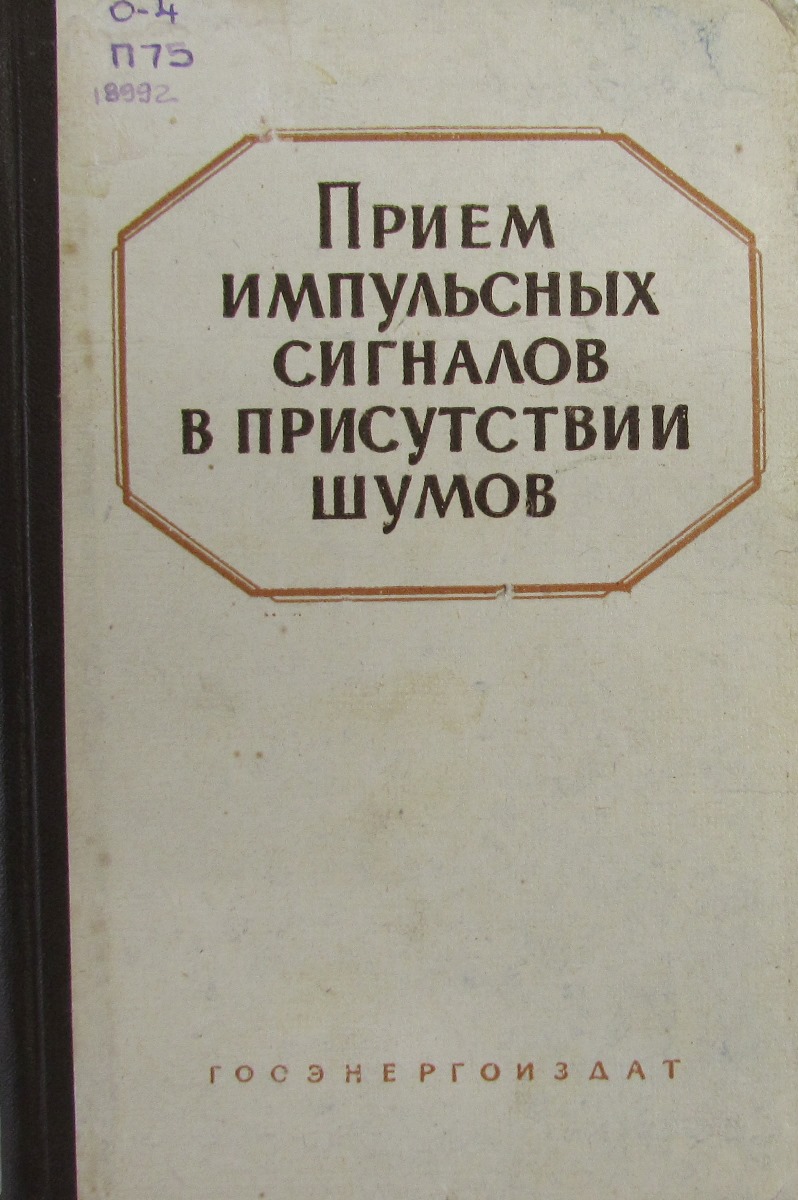 О-4
П75
18992
ПРИЕМ
ИМПУЛЬСНЫХ
СИГНАЛОВ
В ПРИСУТСТВИИ
ШУМОВ
ГОСЭНЕРГОИЗДАТ